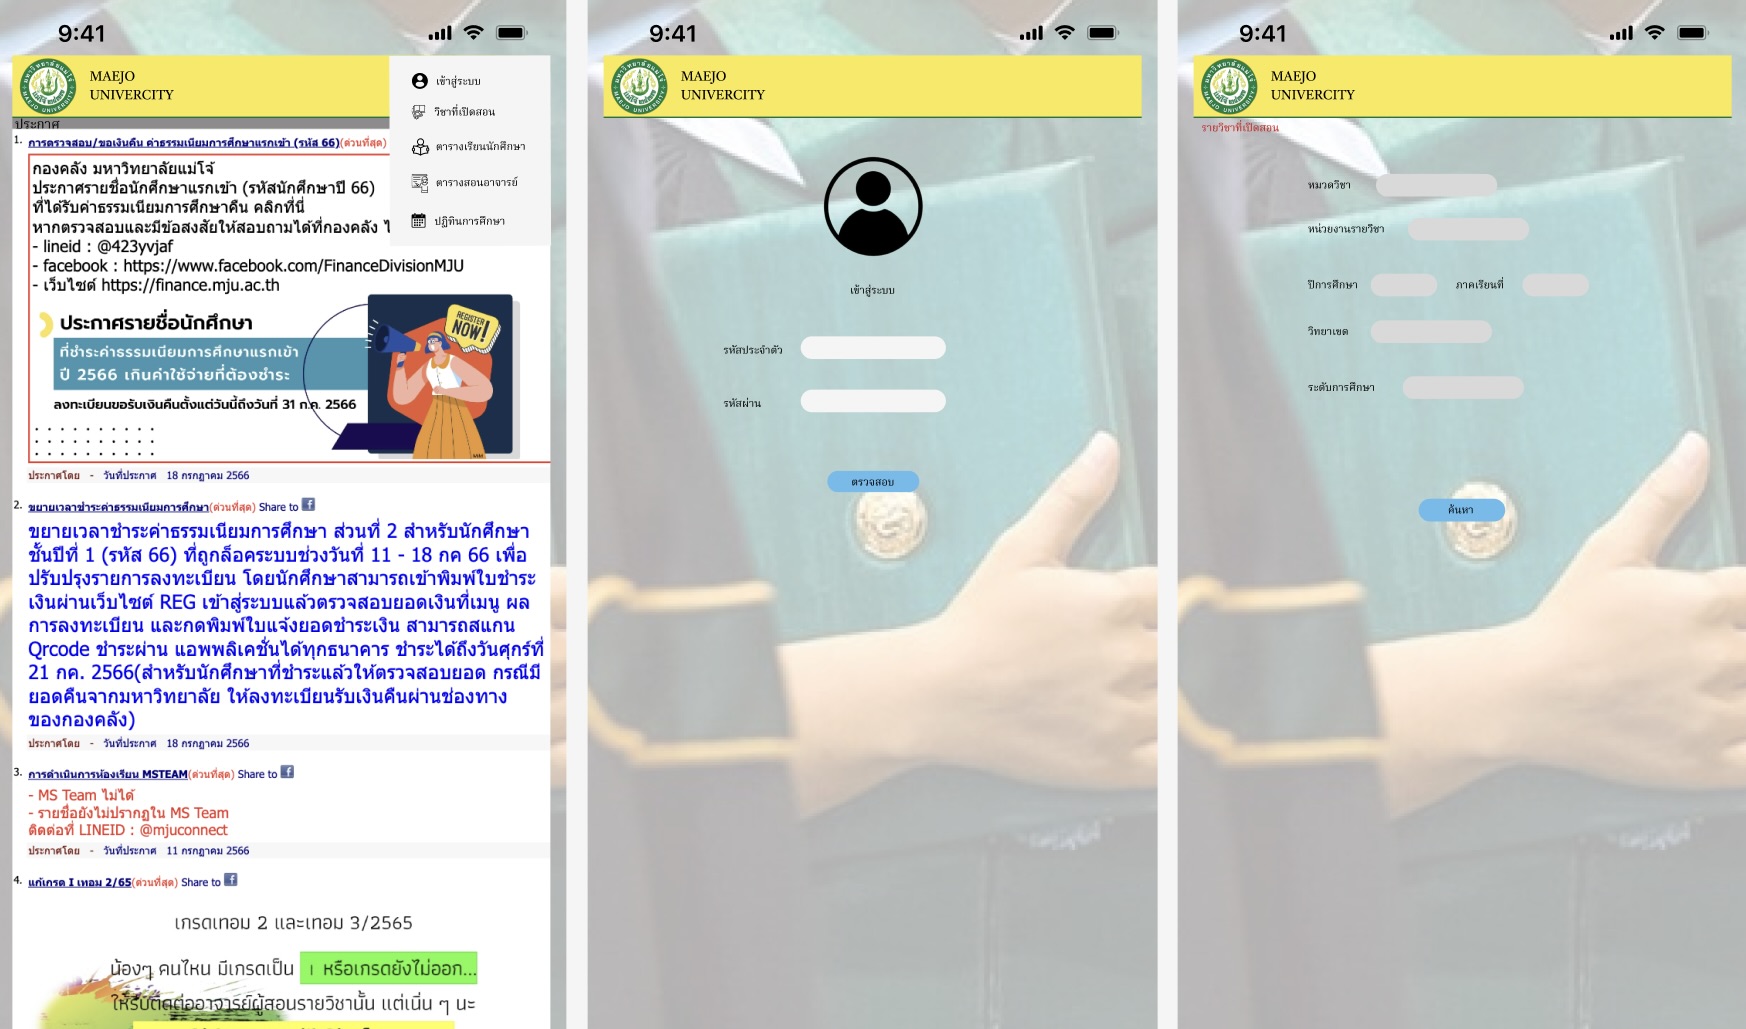 9:41
MAEJO
UNIVERCITY
เข้าสู่ระบบ
วิชาที่เปิดสอน
ตารางเรียนนักศึกษา
ตารางสอนอาจารย์
ปฏิทินการศึกษา
ประกาศ
1. การตรวจสอบ/ขอเงินคืน ค่าธรรมเนียมการศึกษาแรกเข้า (รหัส 66)(ด่วนที่สุด)
กองคลัง มหาวิทยาลัยแม่โจ้
ประกาศรายชื่อนักศึกษาแรกเข้า (รหัสนักศึกษาปี 66)
ที่ได้รับค่าธรรมเนียมการศึกษาคืน คลิกที่นี่
หากตรวจสอบและมีข้อสงสัยให้สอบถามได้ที่กองคลัง ไ
- lineid : @423yvjaf
- facebook : https://www.facebook.com/FinanceDivisionMJU
- เว็บไซต์ https://finance.mju.ac.th
REGISTER
NOW!
ประกาศรายชื่อนักศึกษา
ที่ชำระค่าธรรมเนียมการศึกษาแรกเข้า
ปี 2566 เกินค่าใช้จ่ายที่ต้องชำระ
ลงทะเบียนขอรับเงินคืนตั้งแต่วันนี้ถึงวันที่ 31 ก.ค. 2566
ประกาศโดย - วันที่ประกาศ 18 กรกฎาคม 2566
2. ขยายเวลาชำระค่าธรรมเนียมการศึกษา(ด่วนที่สุด) Share to
ขยายเวลาชำระค่าธรรมเนียมการศึกษา ส่วนที่ 2 สำหรับนักศึกษา
ชั้นปีที่ 1 (รหัส 66) ที่ถูกล็อคระบบช่วงวันที่ 11 - 18 กค 66 เพื่อ
ปรับปรุงรายการลงทะเบียน โดยนักศึกษาสามารถเข้าพิมพ์ใบชำระ
เงินผ่านเว็บไซต์ REG เข้าสู่ระบบแล้วตรวจสอบยอดเงินที่เมนู ผล
การลงทะเบียน และกดพิมพ์ใบแจ้งยอดชำระเงิน สามารถสแกน
Qrcode ชำระผ่าน แอพพลิเคชั่นได้ทุกธนาคาร ชำระได้ถึงวันศุกร์ที่
21 กค. 2566(สำหรับนักศึกษาที่ชำระแล้วให้ตรวจสอบยอด กรณีมี
ยอดคืนจากมหาวิทยาลัย ให้ลงทะเบียนรับเงินคืนผ่านช่องทาง
ของกองคลัง)
ประกาศโดย - วันที่ประกาศ 18 กรกฎาคม 2566
3. การดำเนินการห้องเรียน MSTEAM(ด่วนที่สุด) Share to
- MS Team ไม่ได้
- รายชื่อยังไม่ปรากฏใน MS Team
ติดต่อที่ LINEID : @mjuconnect
ประกาศโดย - วันที่ประกาศ 11 กรกฎาคม 2566
4. แก้เกรด I เทอม 2/65(ด่วนที่สุด) Share to
เกรดเทอม 2 และเทอม 3/2565
น้องๆ คนไหน มีเกรดเป็น I หรือเกรดยังไม่ออก...
ให้รีบติดต่ออาจารย์ผู้สอนรายวิชานั้น แต่เนิ่น ๆ นะ
9:41
MAEJO
UNIVERCITY
เข้าสู่ระบบ
รหัสประจำตัว
รหัสผ่าน
ตรวจสอบ
9:41
MAEJO
UNIVERCITY
รายวิชาที่เปิดสอน
หมวดวิชา
หน่วยงานรายวิชา
ปีการศึกษา ภาคเรียนที่
วิทยาเขต
ระดับการศึกษา
ค้นหา